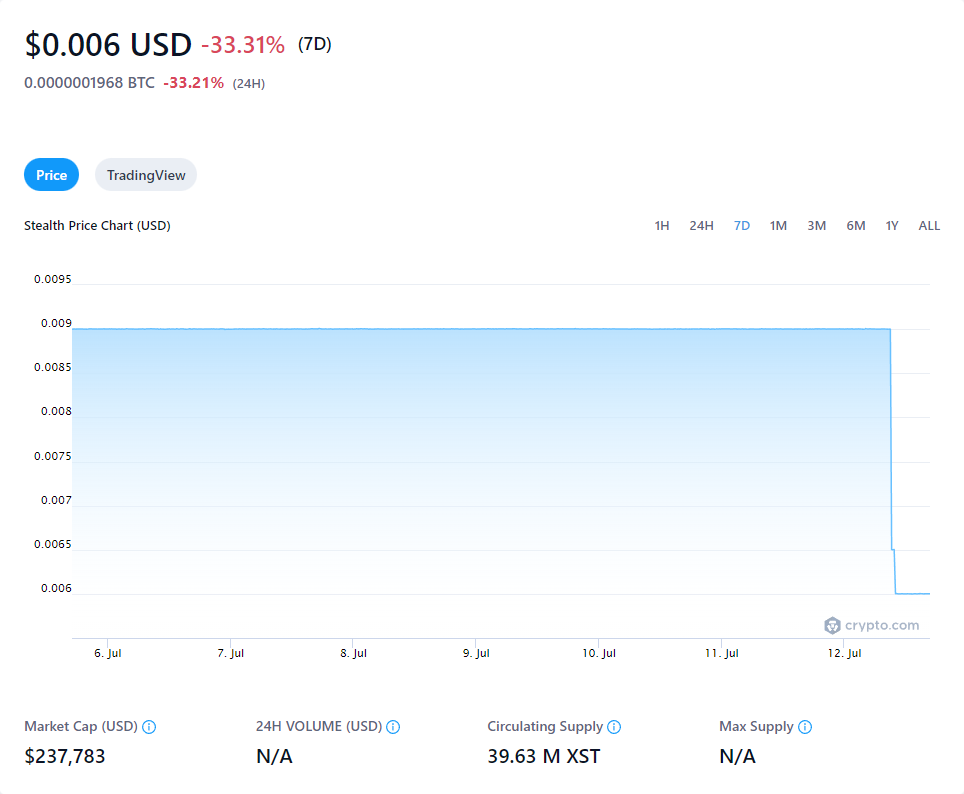 $0.006 USD -33.31% (7D)
0.0000001968 BTC -33.21% (24H)
Price TradingView
Stealth Price Chart (USD) 1H 24H 7D 1M 3M 6M 1Y ALL
0.0095
0.009
0.0085
0.008
0.0075
0.007
0.0065
0.006
crypto.com
6. Jul 7. Jul 8. Jul 9. Jul 10. Jul 11. Jul 12. Jul
Market Cap (USD) 24H VOLUME (USD) Circulating Supply Max Supply
$237,783 N/A 39.63 M XST N/A